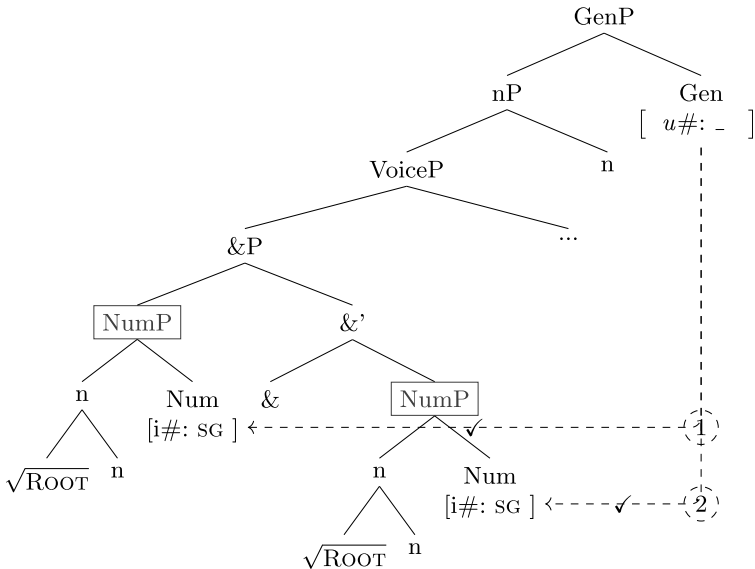 GenP
nP Gen
[ u#: _ ]
VoiceP n
&P ...
NumP &'
n Num & NumP
[i#: SG ] ✓ 1
√ROOT n n Num
[i#: SG ] ✓ 2
√ROOT n